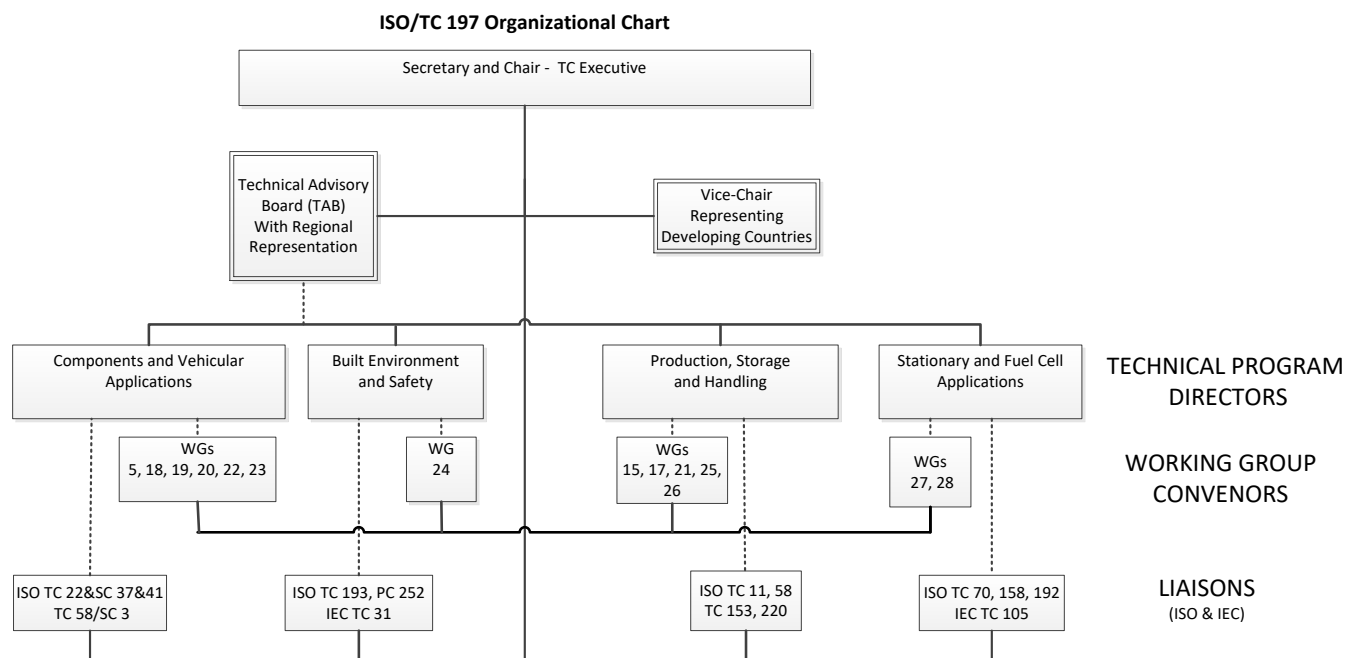 ISO/TC 197 Organizational Chart
Secretary and Chair - TC Executive
Technical Advisory
Board (TAB)
With Regional
Representation
Vice-Chair
Representing
Developing Countries
Components and Vehicular
Applications
Built Environment
and Safety
Production, Storage
and Handling
Stationary and Fuel Cell
Applications
TECHNICAL PROGRAM
DIRECTORS
WGs
5, 18, 19, 20, 22, 23
WG
24
WGs
15, 17, 21, 25,
26
WGs
27, 28
WORKING GROUP
CONVENORS
ISO TC 22&SC 37&41
TC 58/SC 3
ISO TC 193, PC 252
IEC TC 31
ISO TC 11, 58
TC 153, 220
ISO TC 70, 158, 192
IEC TC 105
LIAISONS
(ISO & IEC)